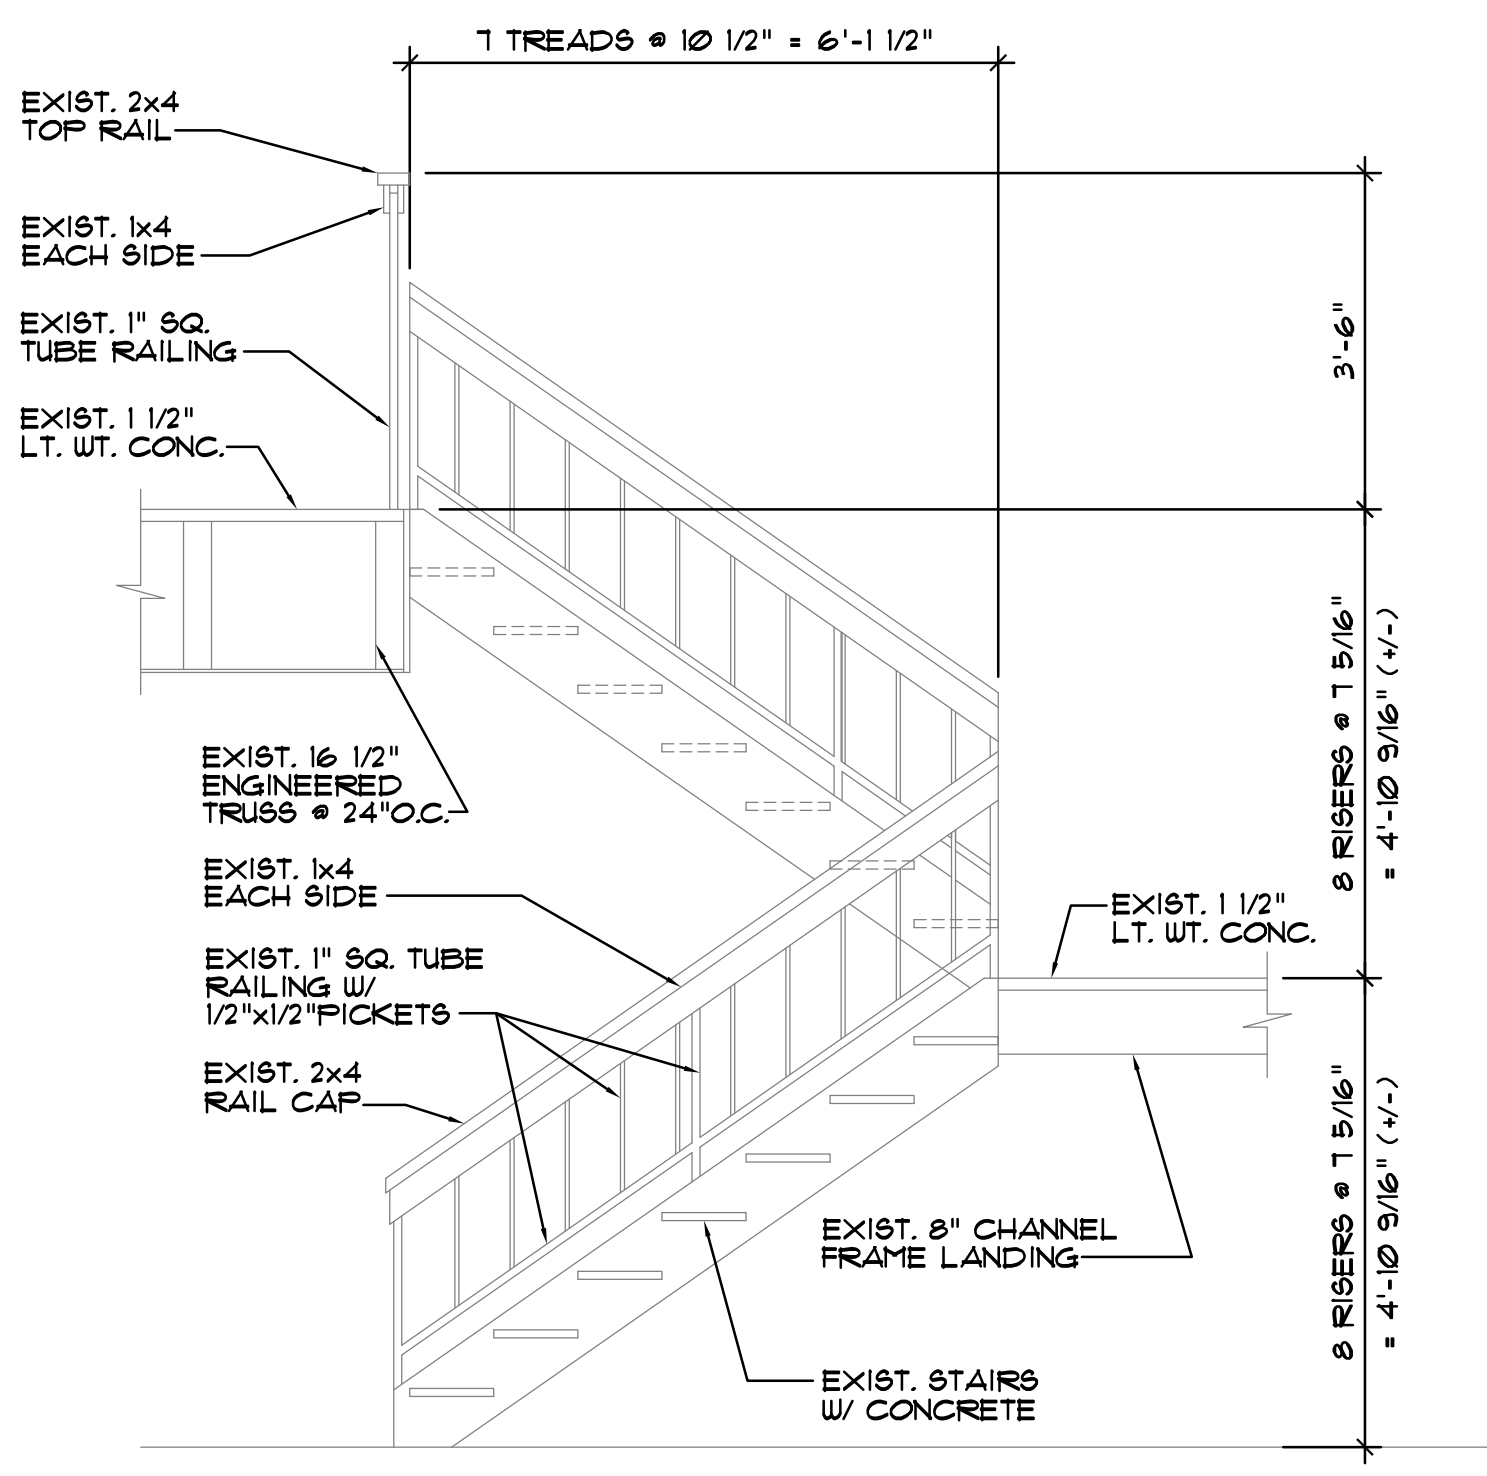 7 TREADS @ 10 1/2" = 6'-1 1/2"
EXIST. 2x4
TOP RAIL
EXIST. 1x4
EACH SIDE
EXIST. 1" SQ.
TUBE RAILING
EXIST. 1 1/2"
LT. WT. CONC.
3'-6"
EXIST. 16 1/2"
ENGINEERED
TRUSS @ 24"O.C.
8 RISERS @ 7 5/16"
= 4'-10 9/16" (+/-)
EXIST. 1x4
EACH SIDE
EXIST. 1 1/2"
LT. WT. CONC.
EXIST. 1" SQ. TUBE
RAILING W/
1/2"x1/2"PICKETS
EXIST. 2x4
RAIL CAP
EXIST. 8" CHANNEL
FRAME LANDING
8 RISERS @ 7 5/16"
= 4'-10 9/16" (+/-)
EXIST. STAIRS
W/ CONCRETE